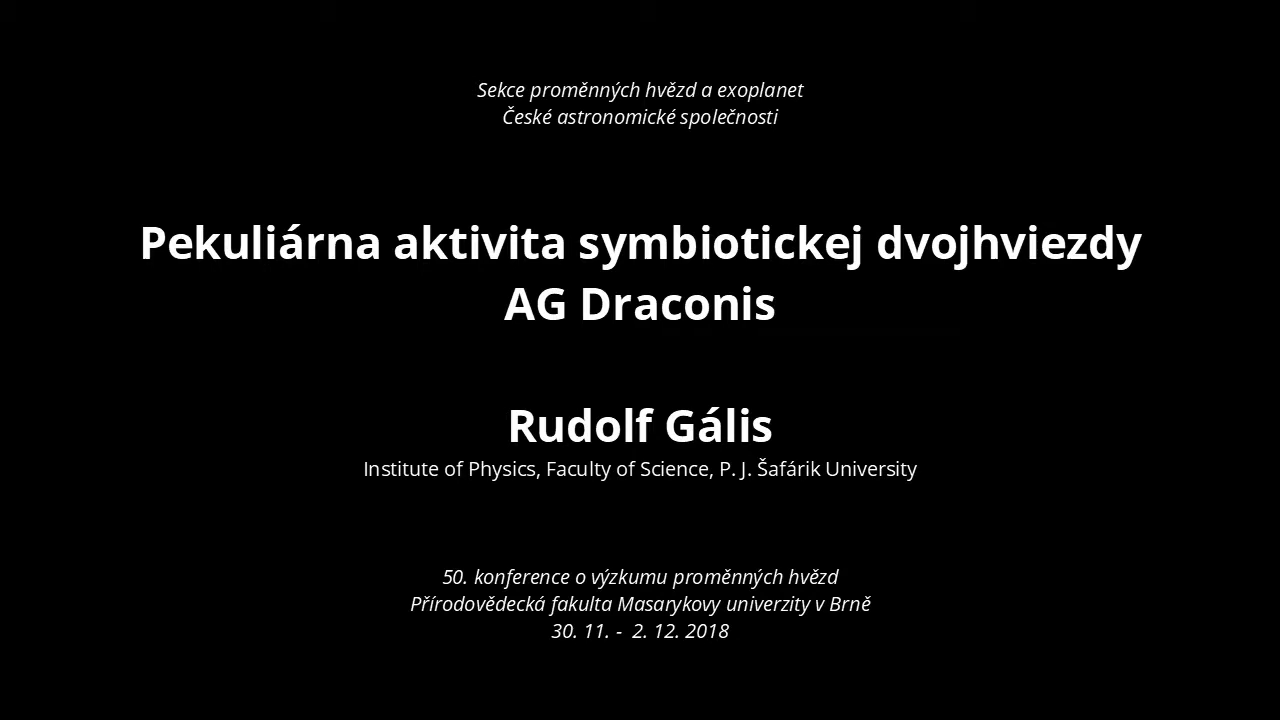 Sekce proměnných hvězd a exoplanet
České astronomické společnosti
Pekuliárna aktivita symbiotickej dvojhviezdy
AG Draconis
Rudolf Gális
Institute of Physics, Faculty of Science, P. J. Šafárik University
50. konference o výzkumu proměnných hvězd
Přírodovědecká fakulta Masarykovy univerzity v Brně
30. 11. - 2. 12. 2018